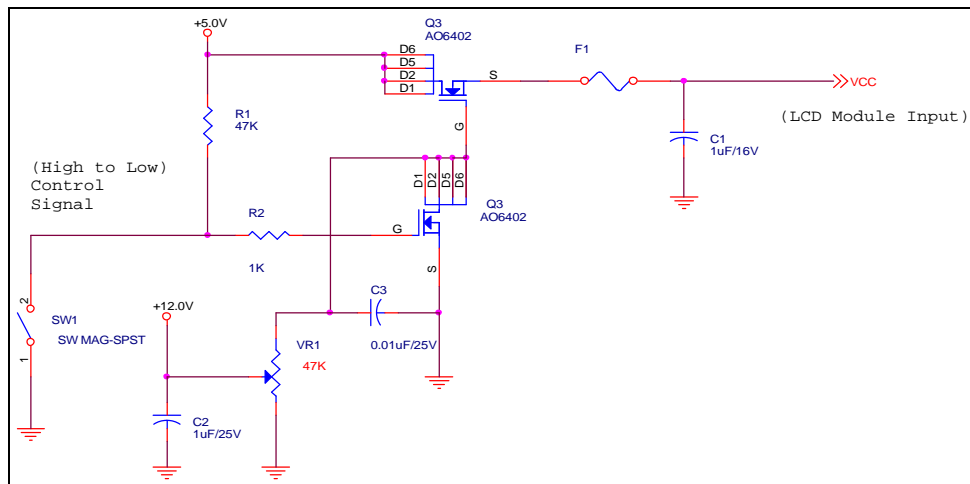 +5.0V
Q3
AO6402
D6
D5
D2
D1
S
G
F1
VCC
(LCD Module Input)
C1
1uF/16V
R1
47K
(High to Low)
Control
Signal
D1
D2
D5
D6
Q3
AO6402
R2
1K
G
S
2
1
SW1
SW MAG-SPST
+12.0V
C3
0.01uF/25V
VR1
47K
C2
1uF/25V